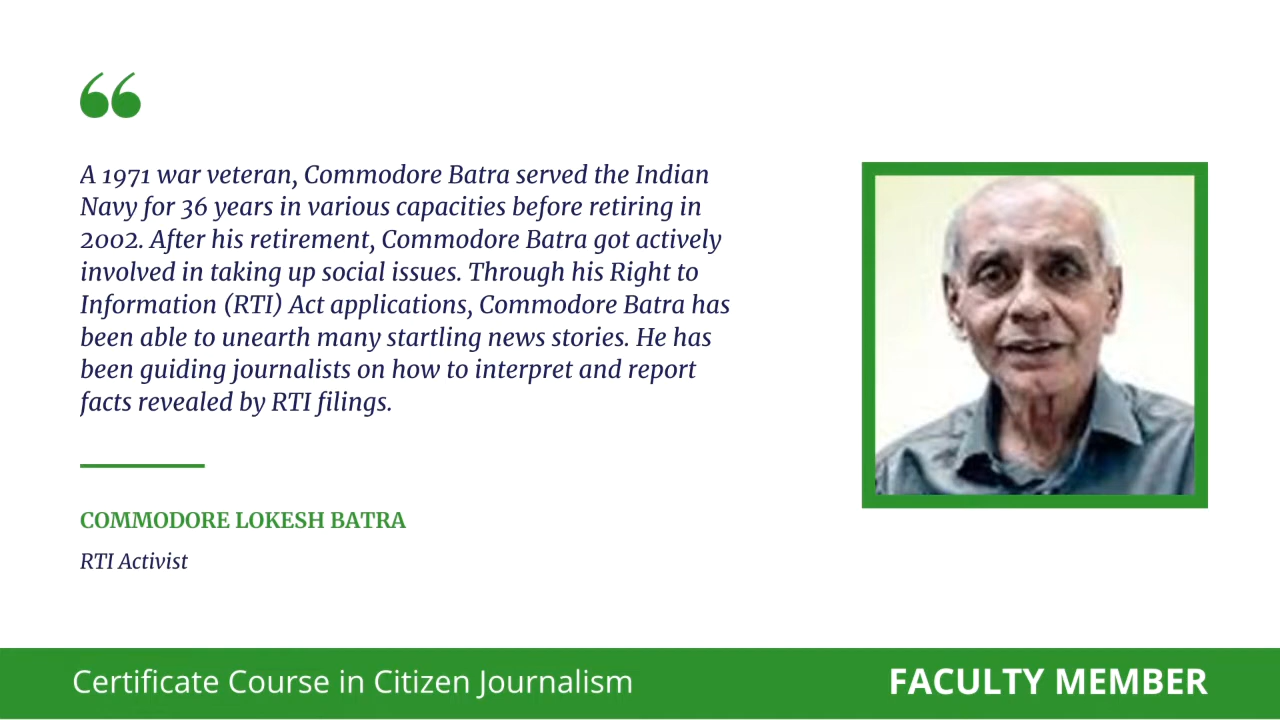 “
A 1971 war veteran, Commodore Batra served the Indian
Navy for 36 years in various capacities before retiring in
2002. After his retirement, Commodore Batra got actively
involved in taking up social issues. Through his Right to
Information (RTI) Act applications, Commodore Batra has
been able to unearth many startling news stories. He has
been guiding journalists on how to interpret and report
facts revealed by RTI filings.
COMMODORE LOKESH BATRA
RTI Activist
Certificate Course in Citizen Journalism
FACULTY MEMBER